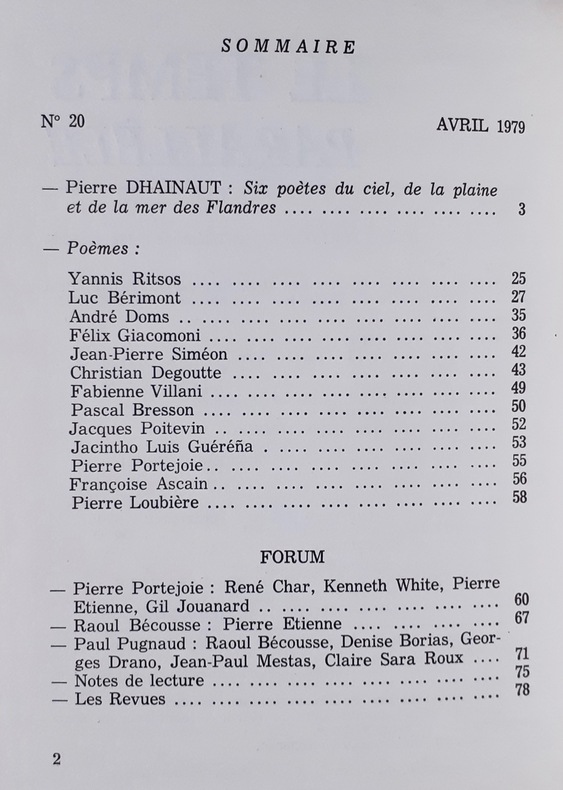 SOMMAIRE
N° 20
AVRIL 1979
— Pierre DHAINAUT : Six poètes du ciel, de la plaine
et de la mer des Flandres .... .... .... .... .... .... 3
— Poèmes :
Yannis Ritsos .... .... .... .... .... .... .... .... 25
Luc Bérimont .... .... .... .... .... .... .... .... 27
André Doms .. .... .... .... .... .... .... .... .... 35
Félix Giacomoni .... .... .... .... .... .... .... .... 36
Jean-Pierre Siméon .... .... .... .... .... .... .... 42
Christian Degoutte .... .... .... .... .... .... .... 43
Fabienne Villani .... .... .... .... .... .... .... .... 49
Pascal Bresson .... .... .... .... .... .... .... .... 50
Jacques Poitevin .. .... .... .... .... .... .... .... 52
Jacintho Luis Guéréña . .... .... .... .... .... .... 53
Pierre Portejoie .. .... .... .... .... .... .... .... 55
Françoise Ascain .. .... .... .... .... .... .... .... 56
Pierre Loubière .... .... .... .... .... .... .... .... 58
FORUM
— Pierre Portejoie : René Char, Kenneth White, Pierre
Etienne, Gil Jouanard .. .... .... .... .... .... .... 60
— Raoul Bécousse : Pierre Etienne .... .... .... .... 67
— Paul Pugnaud : Raoul Bécousse, Denise Borias, Geor-
ges Drano, Jean-Paul Mestas, Claire Sara Roux .... 71
— Notes de lecture .... .... .... .... .... .... .... .... 75
— Les Revues .... .... .... .... .... .... .... .... .... 78
2